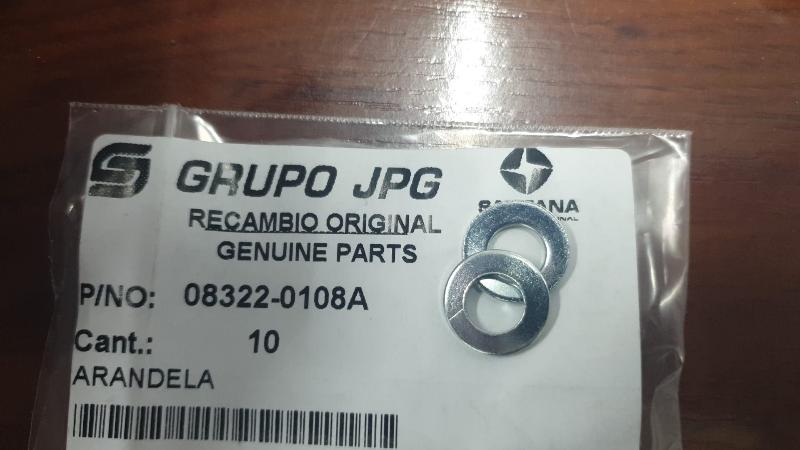 GRUPO JPG
RECAMBIO ORIGINAL
GENUINE PARTS
P/NO: 08322-0108A
Cant.: 10
ARANDELA